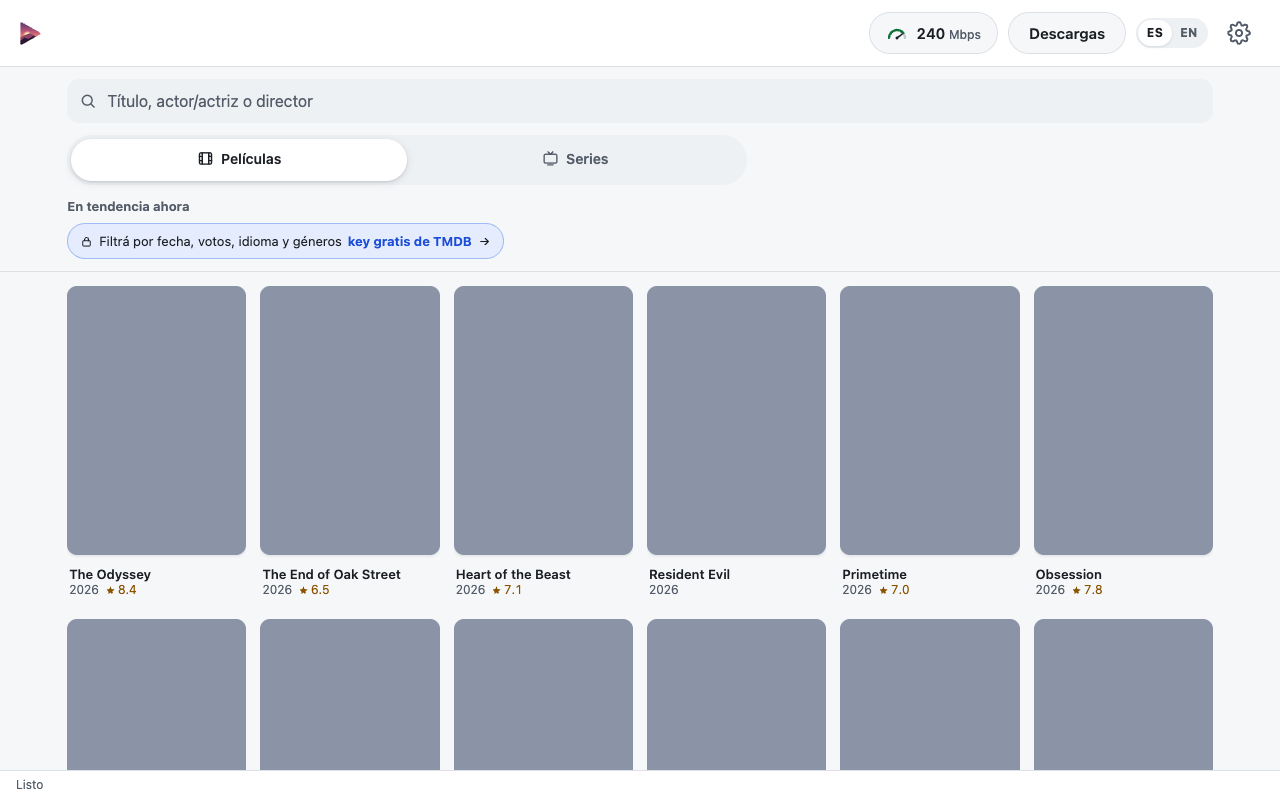 240 Mbps
Descargas
ES EN
Título, actor/actriz o director
Películas
Series
En tendencia ahora
Filtrá por fecha, votos, idioma y géneros key gratis de TMDB →
The Odyssey
2026 ★ 8.4
The End of Oak Street
2026 ★ 6.5
Heart of the Beast
2026 ★ 7.1
Resident Evil
2026
Primetime
2026 ★ 7.0
Obsession
2026 ★ 7.8
Listo